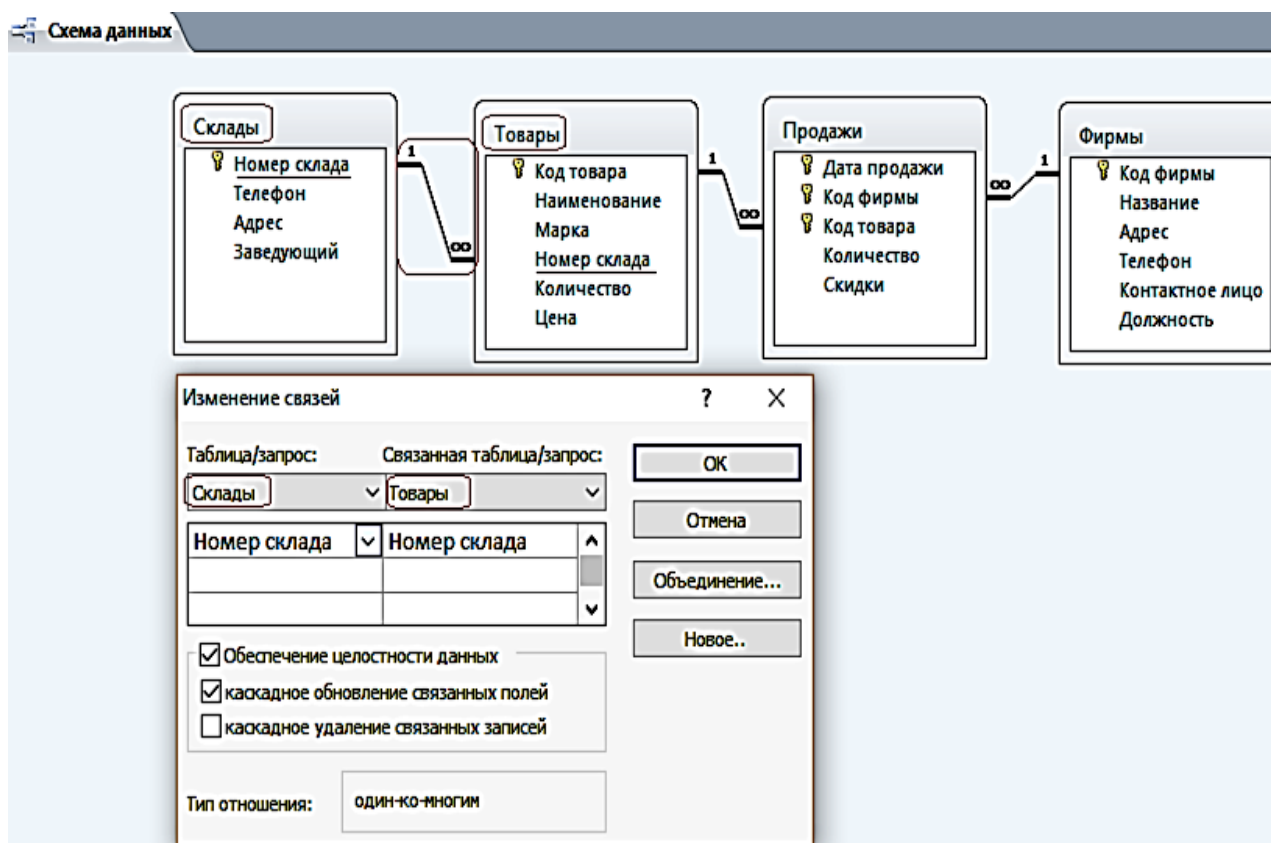 Схема данных
Склады
Номер склада
Телефон
Адрес
Заведующий
1
∞
Товары
Код товара
Наименование
Марка
Номер склада
Количество
Цена
1
∞
Продажи
Дата продажи
Код фирмы
Код товара
Количество
Скидки
∞
1
Фирмы
Код фирмы
Название
Адрес
Телефон
Контактное лицо
Должность
Изменение связей ? X
Таблица/запрос: Связанная таблица/запрос:
Склады Товары
Номер склада Номер склада
Обеспечение целостности данных
каскадное обновление связанных полей
каскадное удаление связанных записей
Тип отношения: один-ко-многим
ОК
Отмена
Объединение...
Новое..